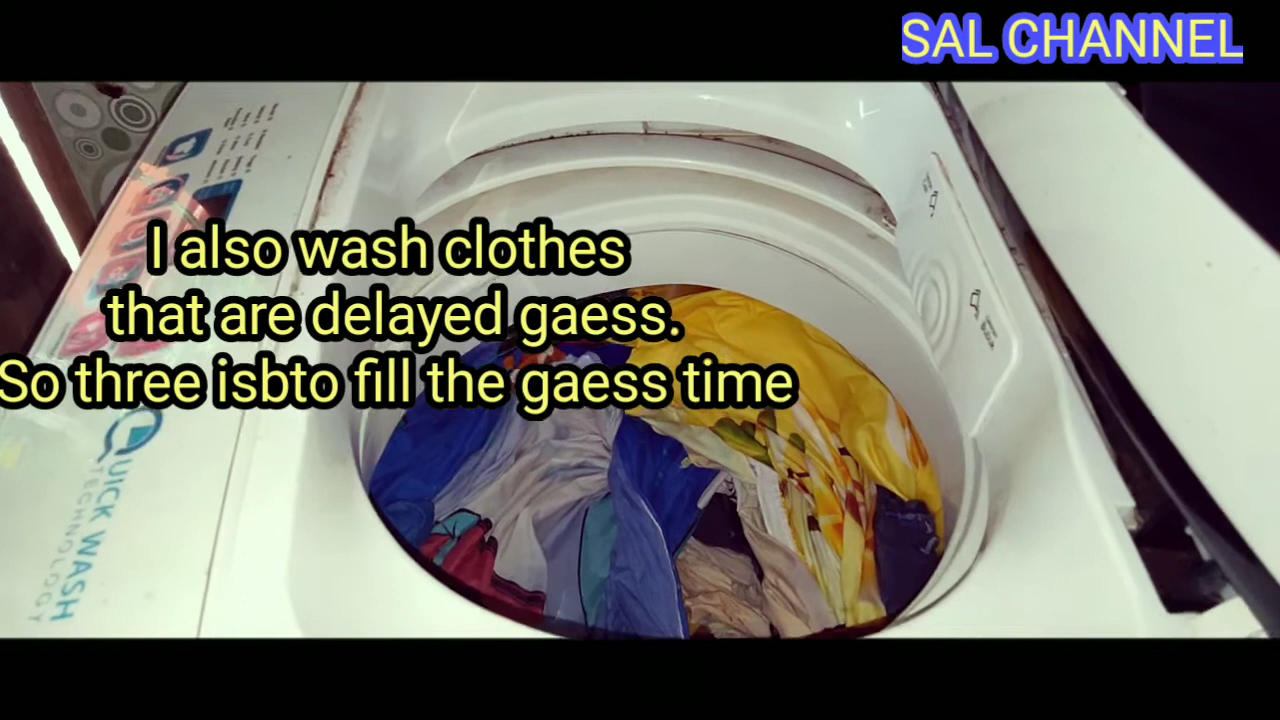 SAL CHANNEL
I also wash clothes
that are delayed gaess.
So three isbto fill the gaess time
QUICK WASH
TECHNOLOGY